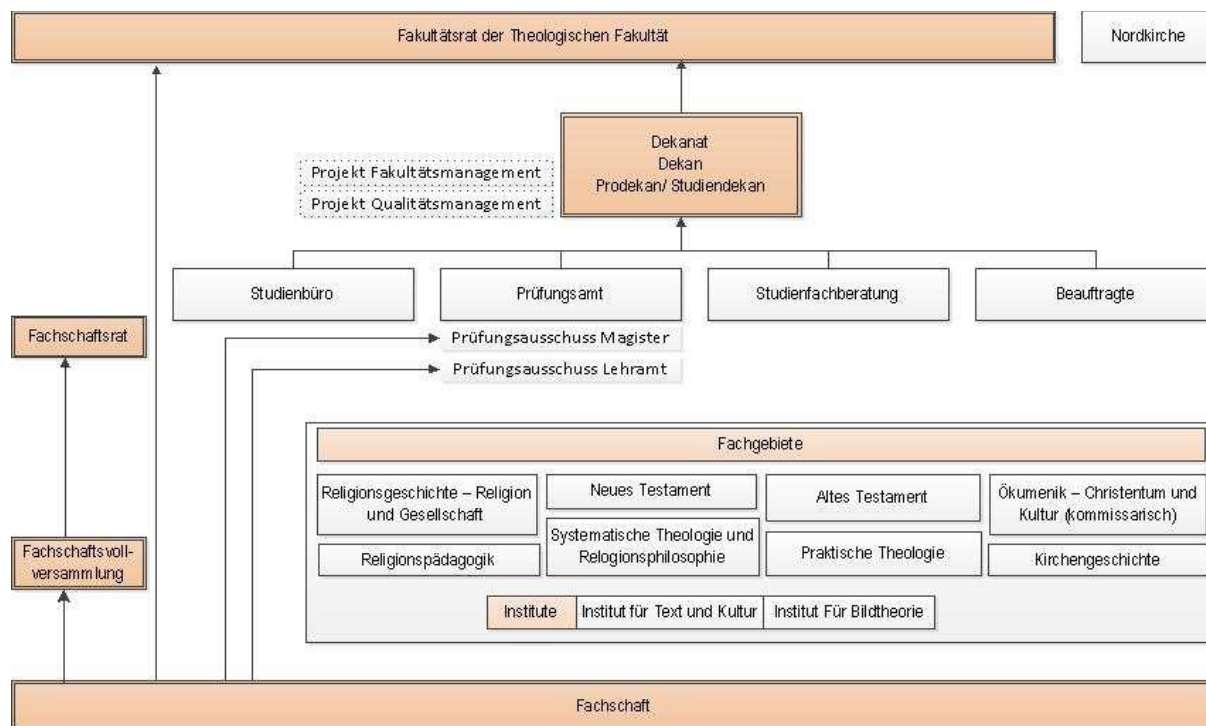 Fakultätsrat der Theologischen Fakultät
Nordkirche
Dekanat
Dekan
Prodekan/ Studiendekan
Projekt Fakultätsmanagement
Projekt Qualitätsmanagement
Studienbüro
Prüfungsamt
Studienfachberatung
Beauftragte
Fachschaftsrat
Prüfungsausschuss Magister
Prüfungsausschuss Lehramt
Fachgebiete
Religionsgeschichte – Religion
und Gesellschaft
Neues Testament
Altes Testament
Ökumenik – Christentum und
Kultur (kommissarisch)
Religionspädagogik
Systematische Theologie und
Relogionsphilosophie
Praktische Theologie
Kirchengeschichte
Fachschaftsvoll-
versammlung
Institute
Institut für Text und Kultur
Institut Für Bildtheorie
Fachschaft